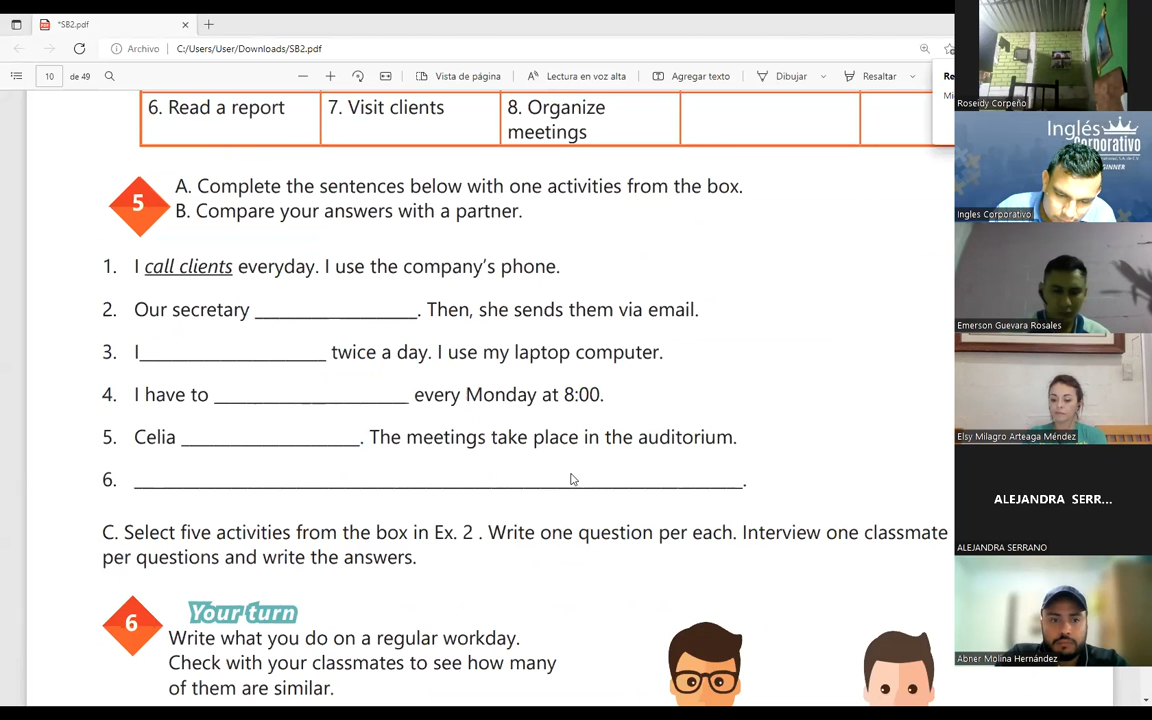 *SB2.pdf
Archivo C:/Users/User/Downloads/SB2.pdf
10 de 49 Vista de página Lectura en voz alta Agregar texto Dibujar Resaltar
6. Read a report 7. Visit clients 8. Organize
meetings
5
A. Complete the sentences below with one activities from the box.
B. Compare your answers with a partner.
1. I call clients everyday. I use the company's phone.
2. Our secretary _______________. Then, she sends them via email.
3. I_________________ twice a day. I use my laptop computer.
4. I have to __________________ every Monday at 8:00.
5. Celia ________________. The meetings take place in the auditorium.
6. ________________________________________________________.
C. Select five activities from the box in Ex. 2 . Write one question per each. Interview one classmate
per questions and write the answers.
6
Your turn
Write what you do on a regular workday.
Check with your classmates to see how many
of them are similar.
Re
Mi
Roseidy Corpeño
Inglés
Corporativo
Ingles Corporativo
Emerson Guevara Rosales
Elsy Milagro Arteaga Méndez
ALEJANDRA SERR...
ALEJANDRA SERRANO
Abner Molina Hernández